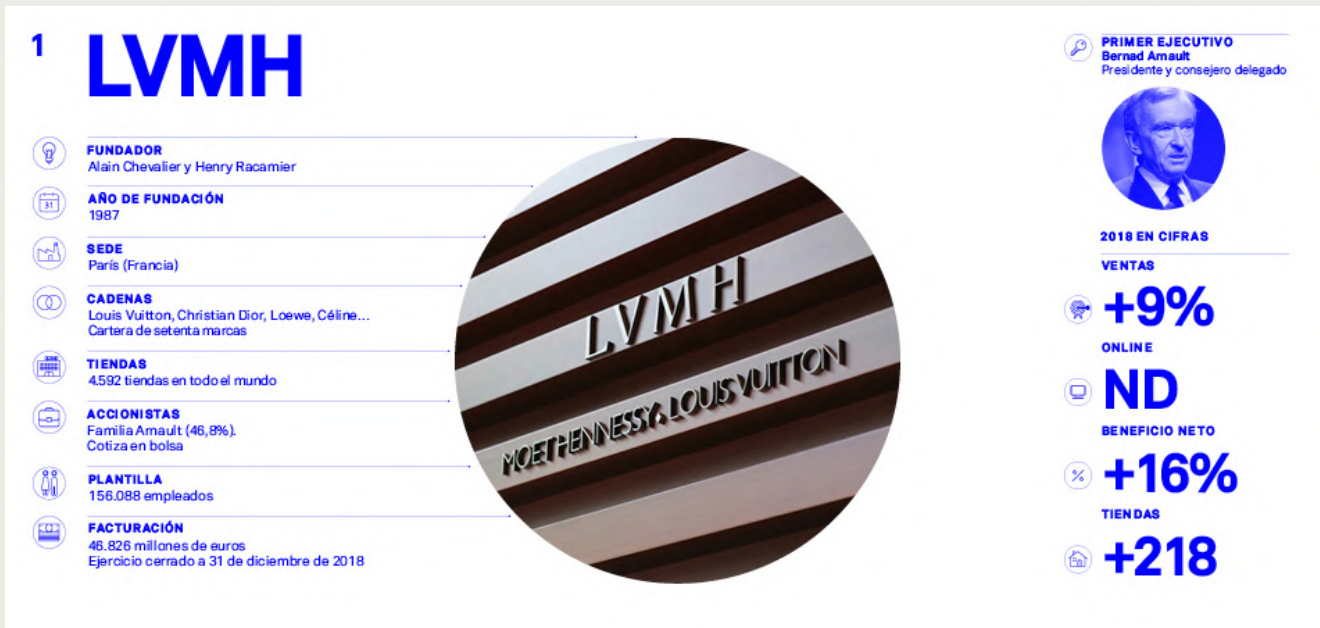 1
LVMH
FUNDADOR
Alain Chevalier y Henry Racamier
AÑO DE FUNDACIÓN
1987
SEDE
París (Francia)
CADENAS
Louis Vuitton, Christian Dior, Loewe, Céline...
Cartera de setenta marcas
TIENDAS
4.592 tiendas en todo el mundo
ACCIONISTAS
Familia Arnault (46,8%).
Cotiza en bolsa
PLANTILLA
156.088 empleados
FACTURACIÓN
46.826 millones de euros
Ejercicio cerrado a 31 de diciembre de 2018
LVMH
MOET HENNESSY. LOUIS VUITTON
PRIMER EJECUTIVO
Bernad Arnault
Presidente y consejero delegado
2018 EN CIFRAS
VENTAS
+9%
ONLINE
ND
BENEFICIO NETO
%
+16%
TIENDAS
+218
31